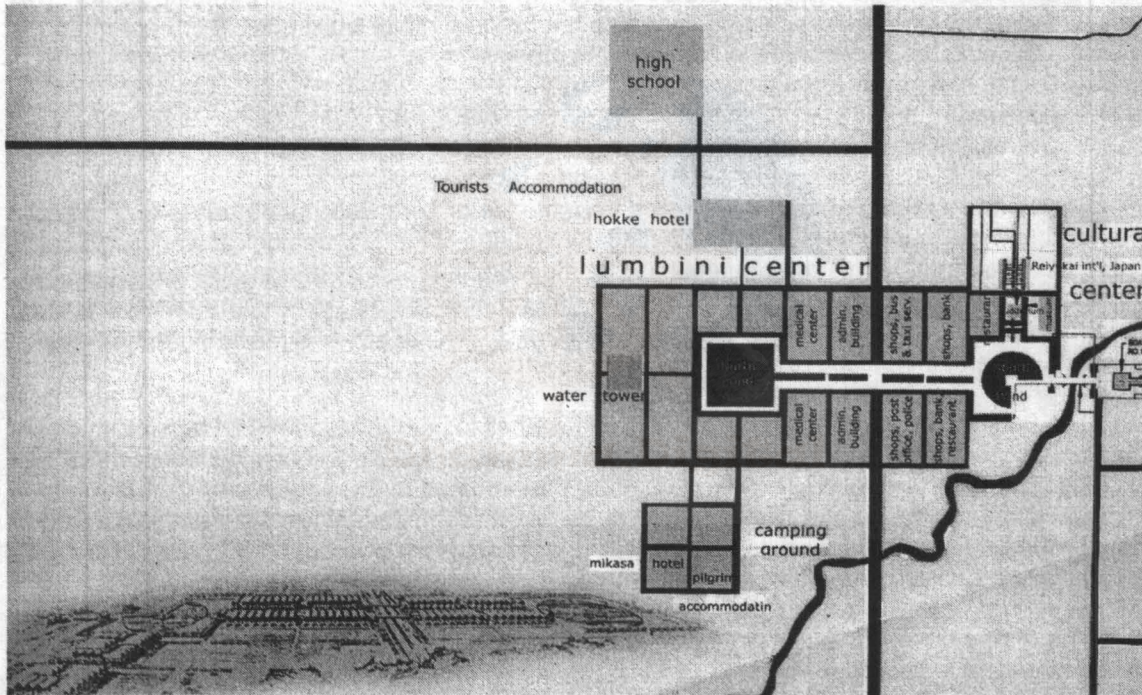 high
school
Tourists Accommodation
hokke hotel
lumbini center
cultura
Reiyukai int'l, Japan
center
medical
center
admin.
building
shops, bus
& taxi serv.
shops, bank
restauran
museum
water tower
medical
center
admin.
building
shops, post
office, police
shops, bank
restaurant
camping
ground
mikasa hotel
pilgrim
accommodatin